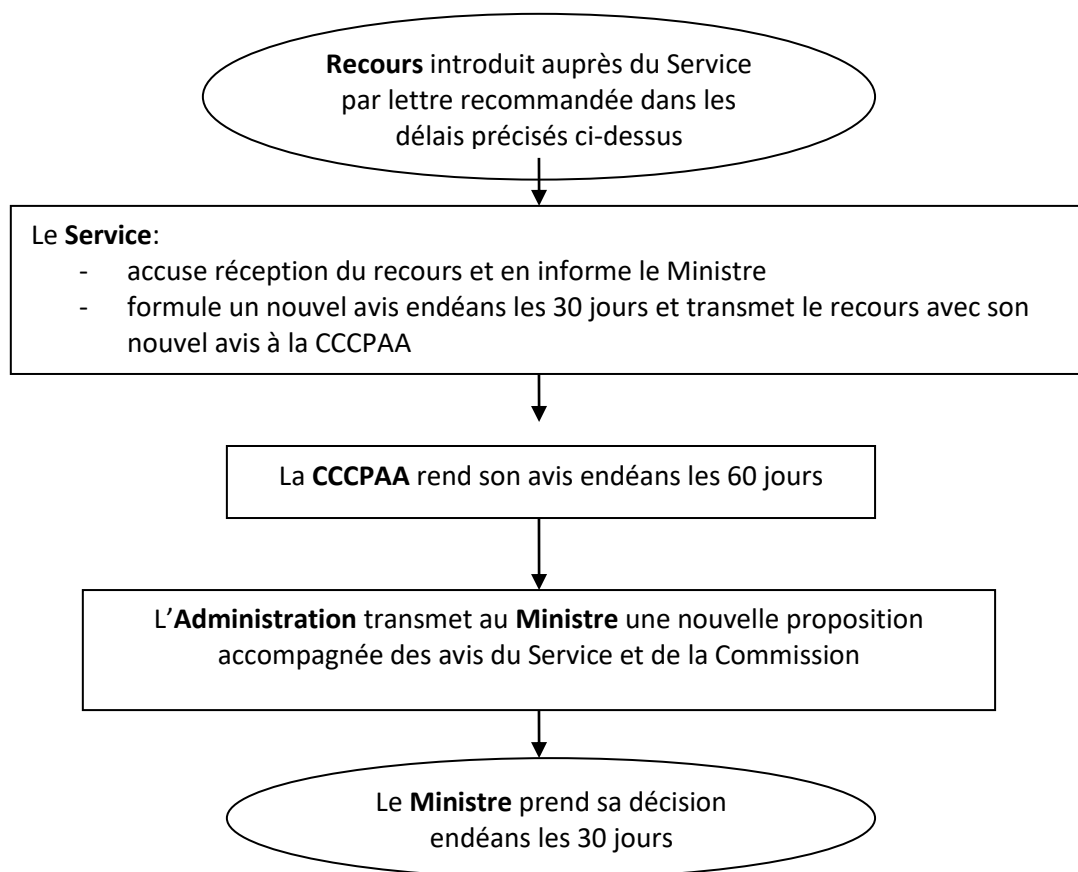 Recours introduit auprès du Service
par lettre recommandée dans les
délais précisés ci-dessus
Le Service:
- accuse réception du recours et en informe le Ministre
- formule un nouvel avis endéans les 30 jours et transmet le recours avec son
nouvel avis à la CCCPAA
La CCCPAA rend son avis endéans les 60 jours
L’Administration transmet au Ministre une nouvelle proposition
accompagnée des avis du Service et de la Commission
Le Ministre prend sa décision
endéans les 30 jours